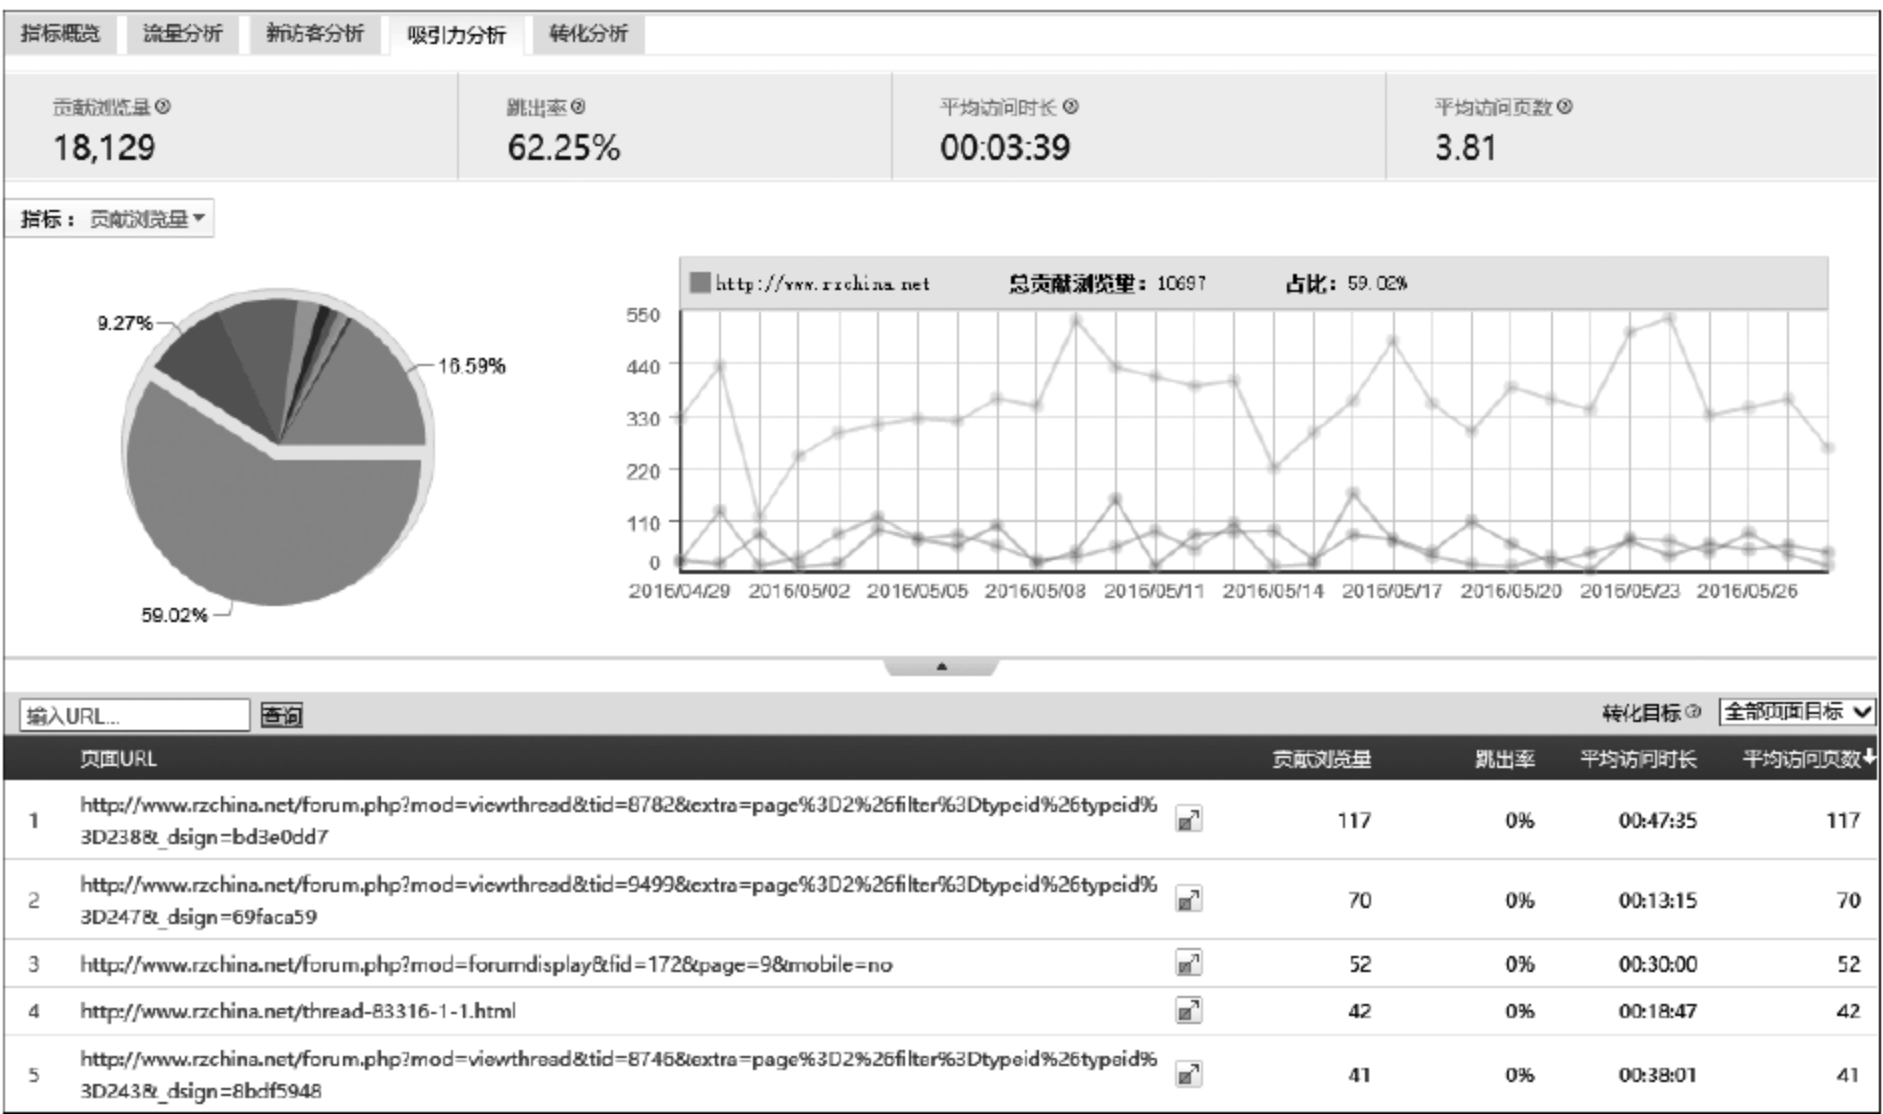 指标概览 流量分析 新访客分析 吸引力分析 转化分析
贡献浏览量 跳出率 平均访问时长 平均访问页数
18,129 62.25% 00:03:39 3.81
指标： 贡献浏览量
9.27%
16.59%
59.02%
http://www.rzchina.net 总贡献浏览量：10697 占比：59.02%
550
440
330
220
110
0
2016/04/29 2016/05/02 2016/05/05 2016/05/08 2016/05/11 2016/05/14 2016/05/17 2016/05/20 2016/05/23 2016/05/26
输入URL... 查询 转化目标 全部页面目标
页面URL 贡献浏览量 跳出率 平均访问时长 平均访问页数
1 http://www.rzchina.net/forum.php?mod=viewthread&tid=8782&extra=page%3D2%26filter%3Dtypeid%26typeid% 117 0% 00:47:35 117
3D238&_dsign=bd3e0dd7
2 http://www.rzchina.net/forum.php?mod=viewthread&tid=9499&extra=page%3D2%26filter%3Dtypeid%26typeid% 70 0% 00:13:15 70
3D247&_dsign=69faca59
3 http://www.rzchina.net/forum.php?mod=forumdisplay&fid=172&page=9&mobile=no 52 0% 00:30:00 52
4 http://www.rzchina.net/thread-83316-1-1.html 42 0% 00:18:47 42
5 http://www.rzchina.net/forum.php?mod=viewthread&tid=8746&extra=page%3D2%26filter%3Dtypeid%26typeid% 41 0% 00:38:01 41
3D243&_dsign=8bdf5948